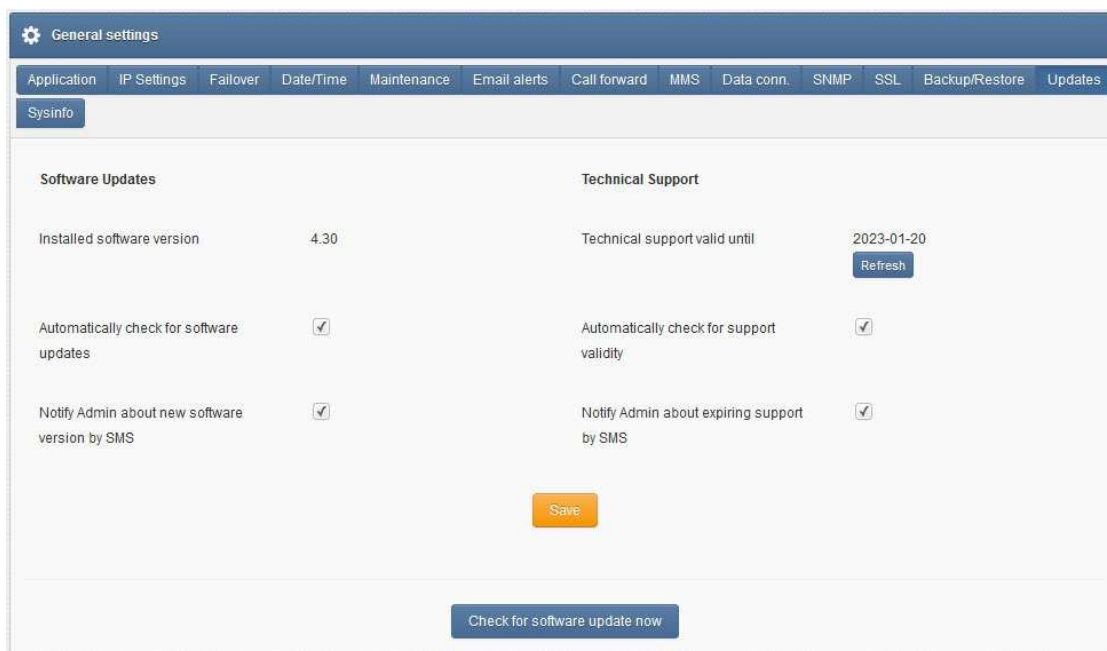 General settings
Application IP Settings Failover Date/Time Maintenance Email alerts Call forward MMS Data conn. SNMP SSL Backup/Restore Updates
Sysinfo
Software Updates
Technical Support
Installed software version 4.30
Technical support valid until 2023-01-20
Refresh
Automatically check for software
updates
Automatically check for support
validity
Notify Admin about new software
version by SMS
Notify Admin about expiring support
by SMS
Save
Check for software update now